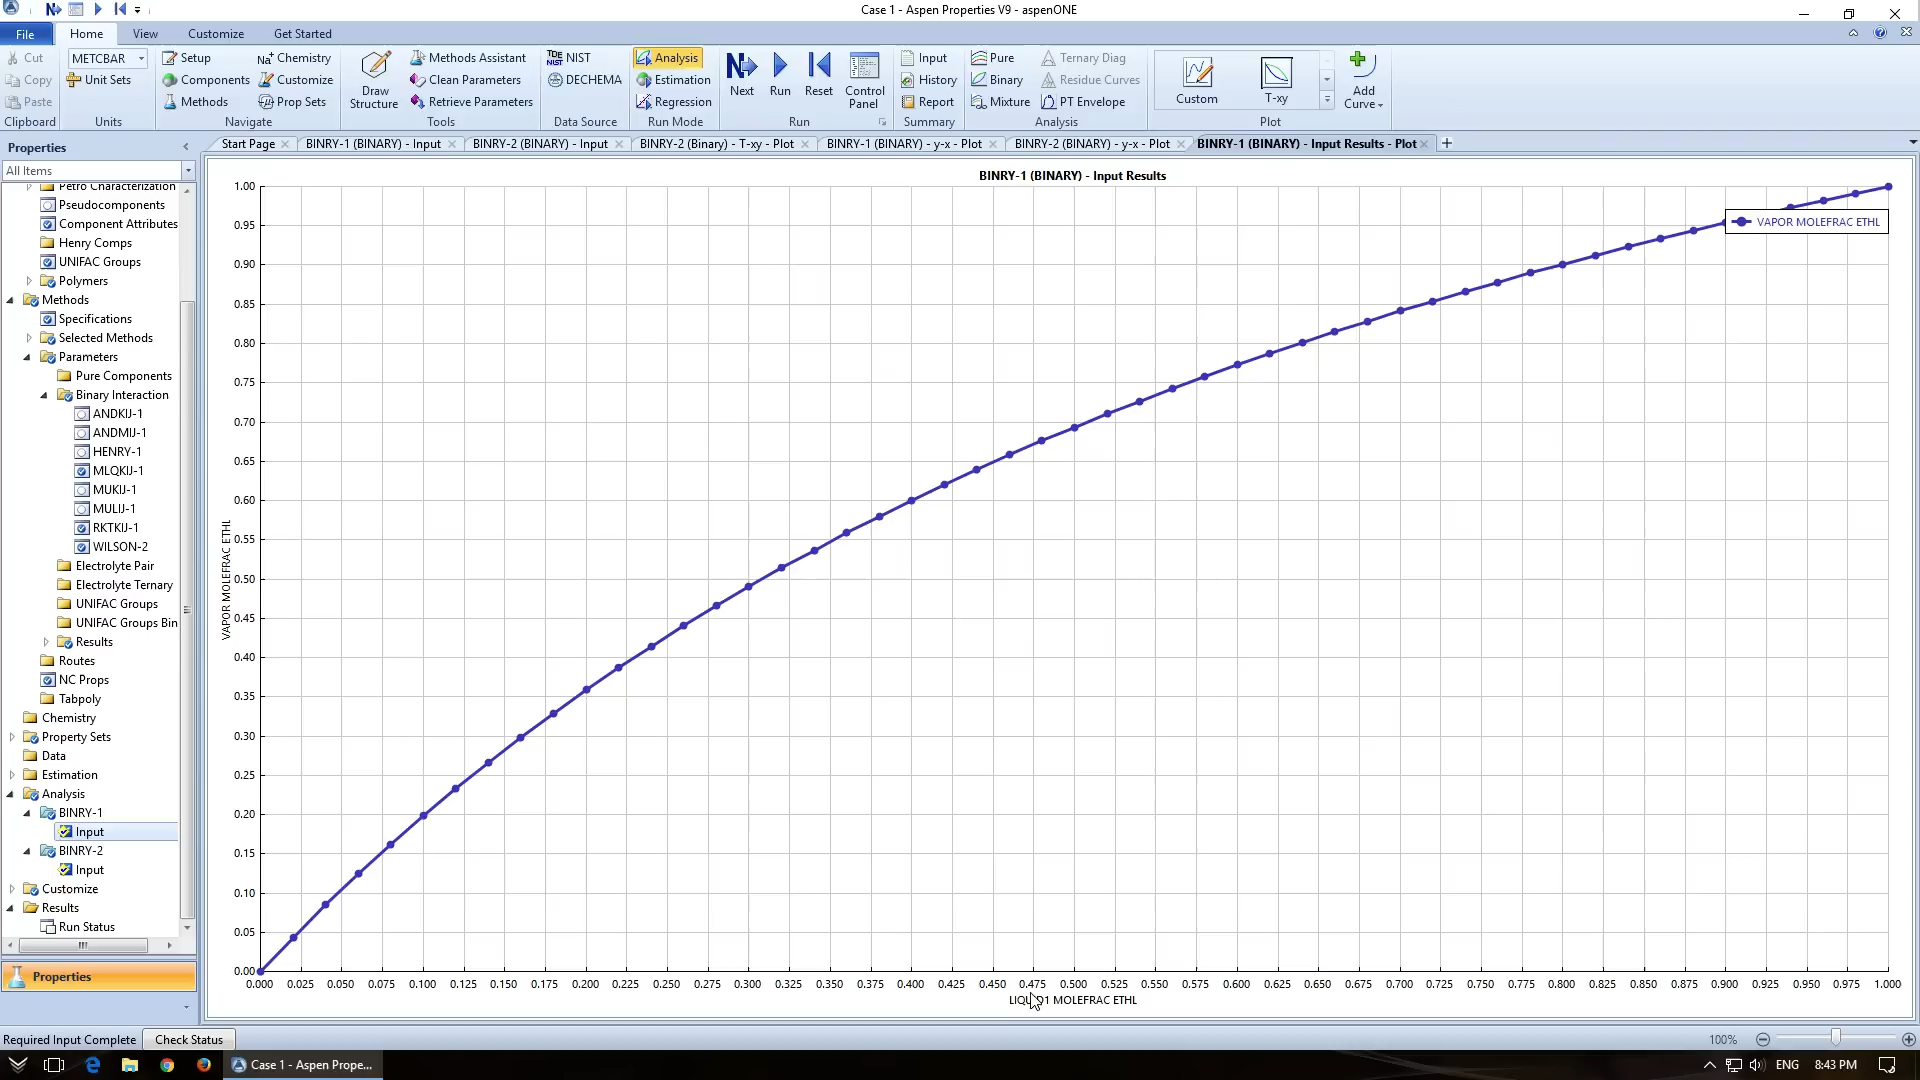 Case 1 - Aspen Properties V9 - aspenONE
File
Home
View
Customize
Get Started
Cut
Copy
Paste
Clipboard
METCBAR
Unit Sets
Units
Setup
Components
Methods
Chemistry
Customize
Prop Sets
Navigate
Draw
Structure
Methods Assistant
Clean Parameters
Retrieve Parameters
Tools
NIST
DECHEMA
Data Source
Analysis
Estimation
Regression
Run Mode
Next
Run
Reset
Control
Panel
Run
Input
History
Report
Summary
Pure
Binary
Mixture
Ternary Diag
Residue Curves
PT Envelope
Analysis
Custom
T-xy
Plot
Add
Curve
Properties
All Items
Start Page
BINRY-1 (BINARY) - Input
BINRY-2 (BINARY) - Input
BINRY-2 (Binary) - T-xy - Plot
BINRY-1 (BINARY) - y-x - Plot
BINRY-2 (BINARY) - y-x - Plot
BINRY-1 (BINARY) - Input Results - Plot
Petro Characterization
Pseudocomponents
Component Attributes
Henry Comps
UNIFAC Groups
Polymers
Methods
Specifications
Selected Methods
Parameters
Pure Components
Binary Interaction
ANDKIJ-1
ANDMIJ-1
HENRY-1
MLQKIJ-1
MUKIJ-1
MULIJ-1
RKTKIJ-1
WILSON-2
Electrolyte Pair
Electrolyte Ternary
UNIFAC Groups
UNIFAC Groups Bin
Results
Routes
NC Props
Tabpoly
Chemistry
Property Sets
Data
Estimation
Analysis
BINRY-1
Input
BINRY-2
Input
Customize
Results
Run Status
Properties
BINRY-1 (BINARY) - Input Results
VAPOR MOLEFRAC ETHL
1.00
0.95
0.90
0.85
0.80
0.75
0.70
0.65
0.60
0.55
0.50
0.45
0.40
0.35
0.30
0.25
0.20
0.15
0.10
0.05
0.00
VAPOR MOLEFRAC ETHL
0.000 0.025 0.050 0.075 0.100 0.125 0.150 0.175 0.200 0.225 0.250 0.275 0.300 0.325 0.350 0.375 0.400 0.425 0.450 0.475 0.500 0.525 0.550 0.575 0.600 0.625 0.650 0.675 0.700 0.725 0.750 0.775 0.800 0.825 0.850 0.875 0.900 0.925 0.950 0.975 1.000
LIQUID1 MOLEFRAC ETHL
Required Input Complete
Check Status
100%
Case 1 - Aspen Prope...
ENG
8:43 PM